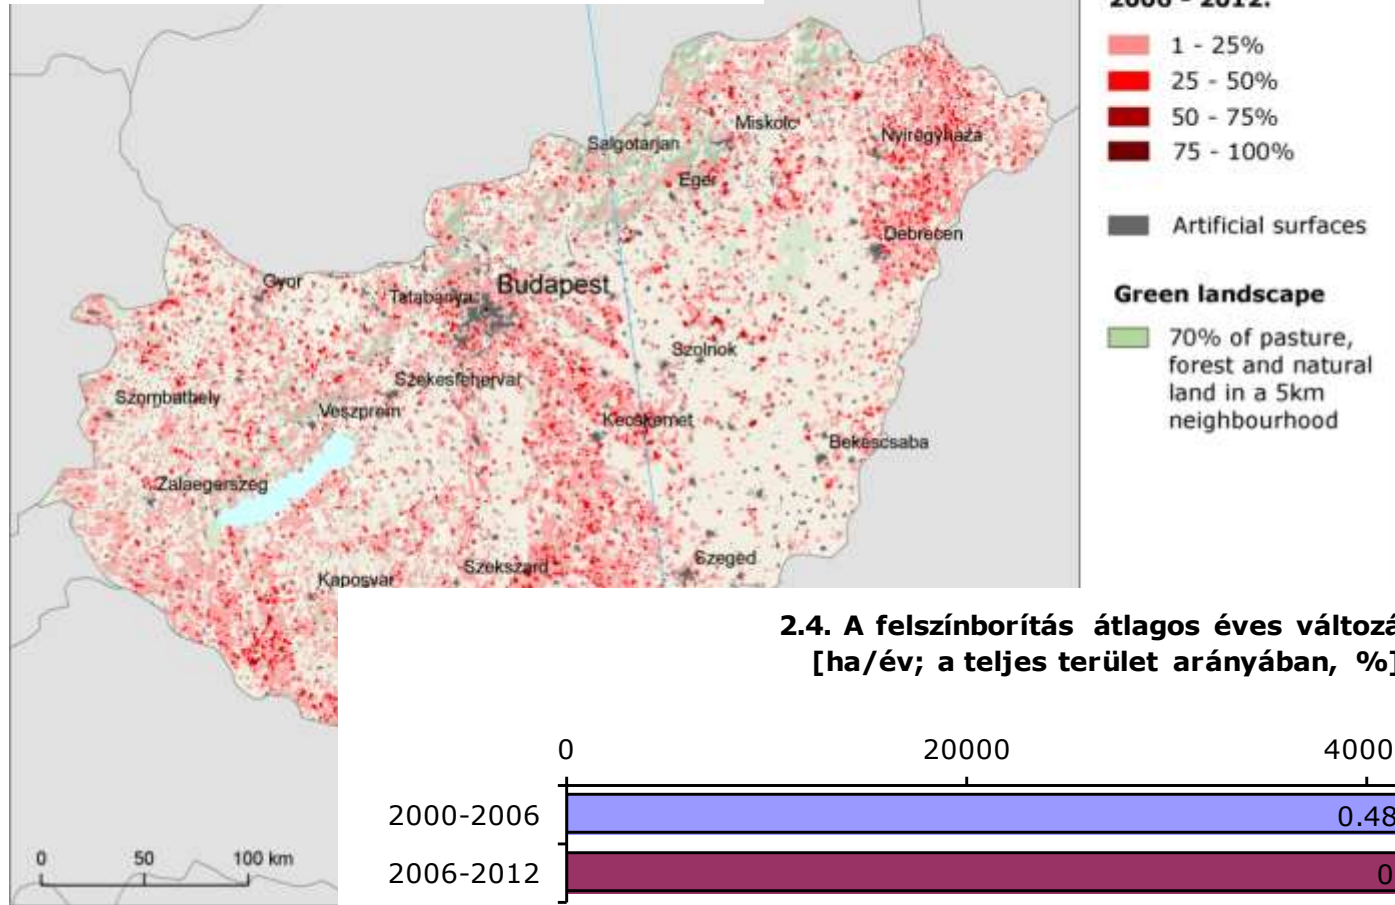 2006 - 2012.
1 - 25%
25 - 50%
50 - 75%
75 - 100%
Artificial surfaces
Green landscape
70% of pasture,
forest and natural
land in a 5km
neighbourhood
Miskolc
Salgotarjan
Nyiregyhaza
Eger
Debrecen
Gyor
Tatabanya
Budapest
Szolnok
Szekesfehervar
Szombathely
Veszprem
Kecskemet
Bekescsaba
Zalaegerszeg
Szeged
Szekszard
Kaposvar
0 50 100 km
2.4. A felszínborítás átlagos éves változá
[ha/év; a teljes terület arányában, %]
0 20000 4000
2000-2006 0.48
2006-2012 0